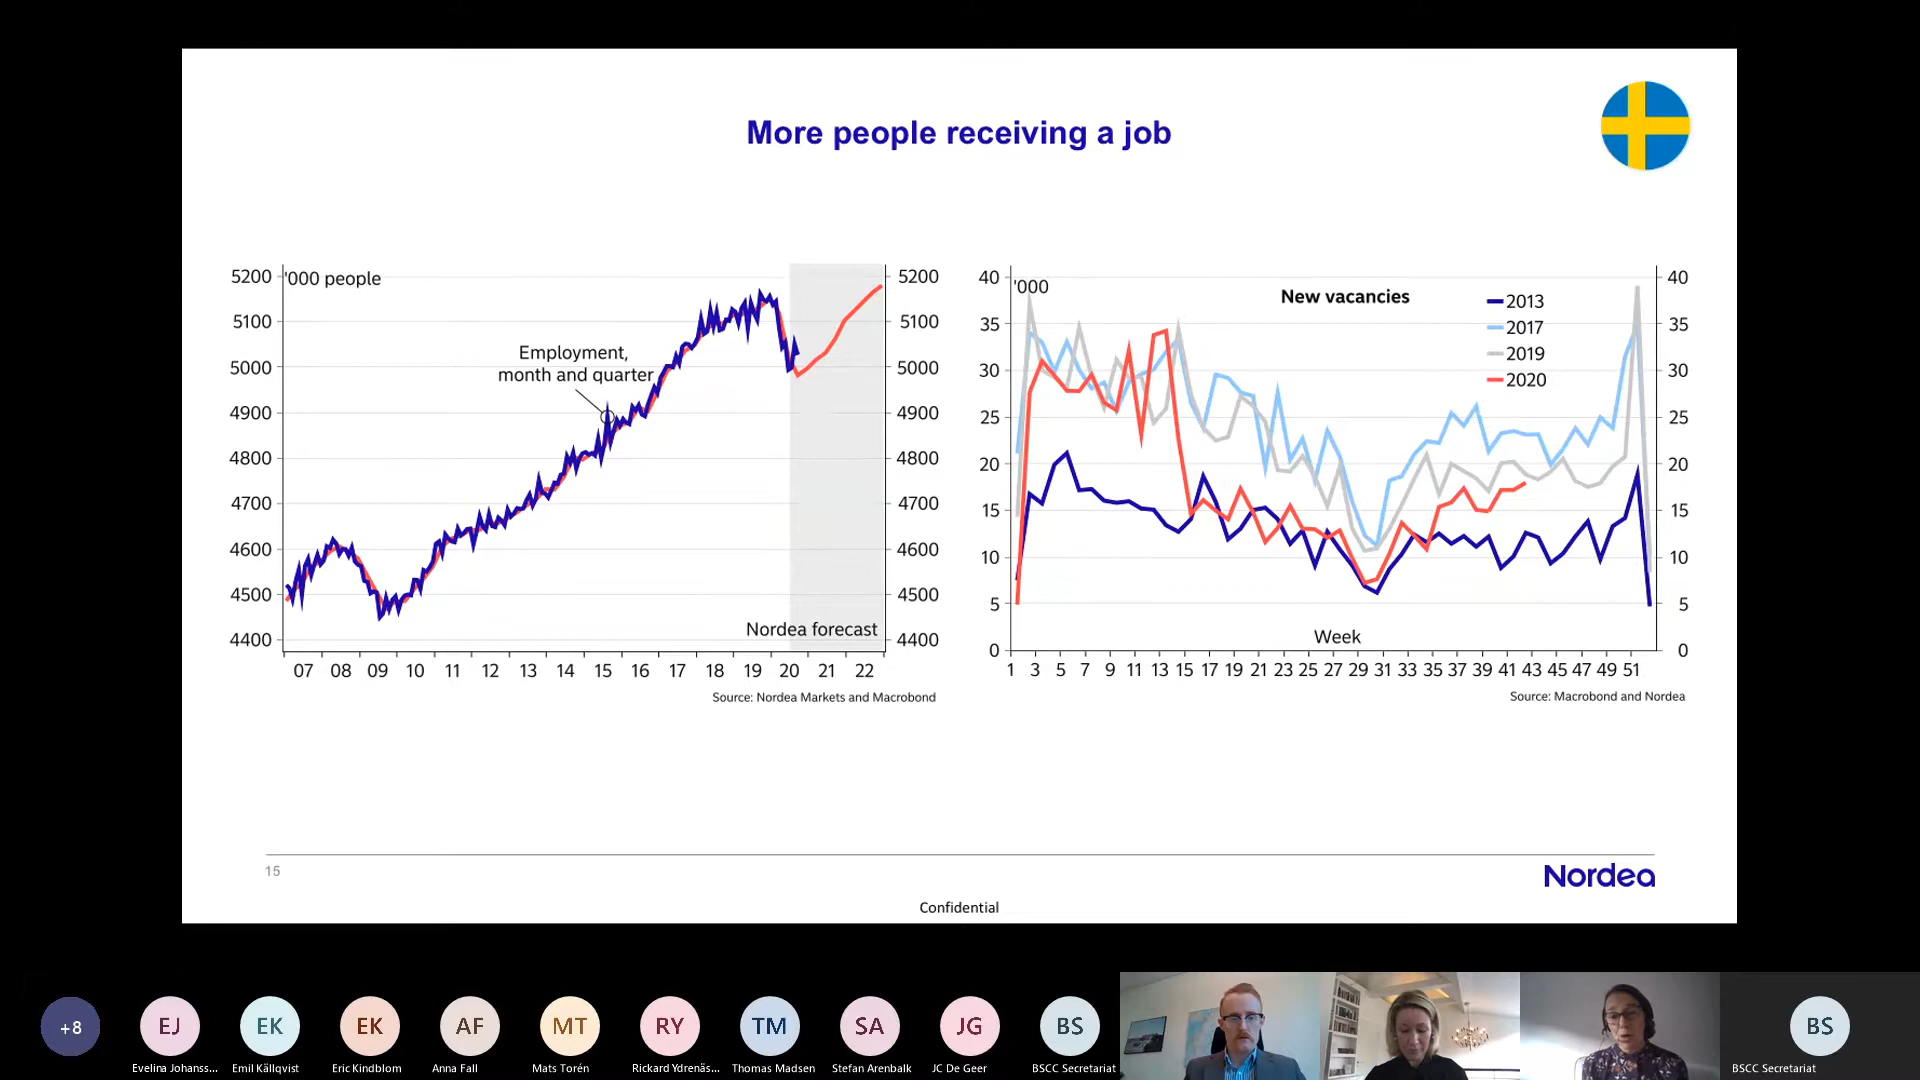 More people receiving a job
'000 people
5200 5200
5100 5100
5000 5000
4900 4900
4800 4800
4700 4700
4600 4600
4500 4500
4400 4400
Employment,
month and quarter
Nordea forecast
07 08 09 10 11 12 13 14 15 16 17 18 19 20 21 22
Source: Nordea Markets and Macrobond
'000
New vacancies
2013
2017
2019
2020
40 40
35 35
30 30
25 25
20 20
15 15
10 10
5 5
0 0
Week
1 3 5 7 9 11 13 15 17 19 21 23 25 27 29 31 33 35 37 39 41 43 45 47 49 51
Source: Macrobond and Nordea
15
Nordea
Confidential
+8
EJ
Evelina Johanss...
EK
Emil Källqvist
EK
Eric Kindblom
AF
Anna Fall
MT
Mats Torén
RY
Rickard Ydrenäs...
TM
Thomas Madsen
SA
Stefan Arenbalk
JG
JC De Geer
BS
BSCC Secretariat
BS
BSCC Secretariat